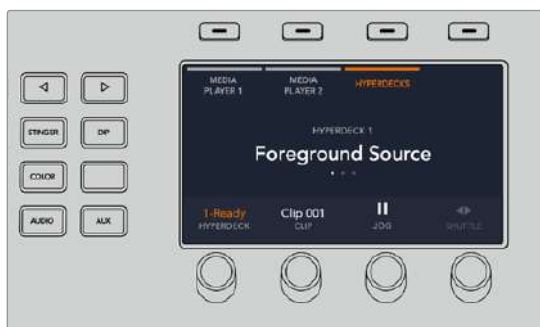 MEDIA
PLAYER 1
MEDIA
PLAYER 2
HYPERDECKS
STINGER
DIP
HYPERDECK 1
Foreground Source
COLOR
1-Ready
HYPERDECK
Clip 001
CLIP
JOG
SHUTTLE
AUDIO
AUX